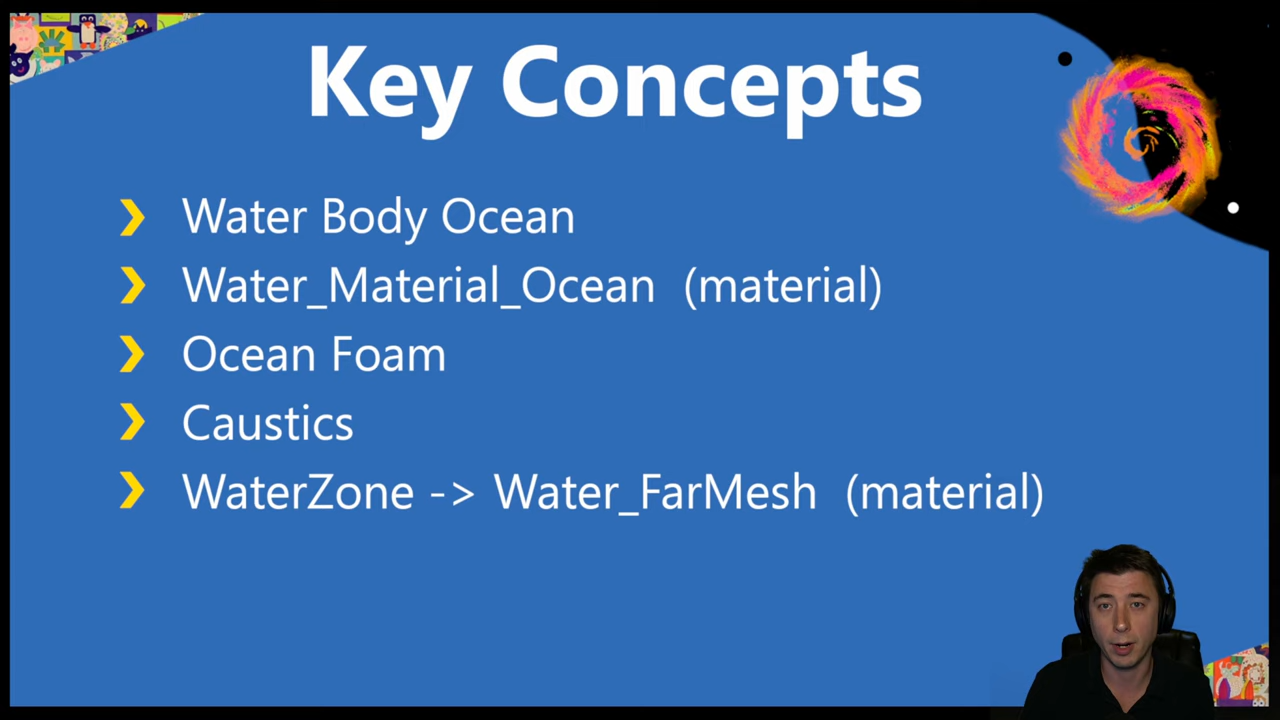 Key Concepts
Water Body Ocean
Water_Material_Ocean (material)
Ocean Foam
Caustics
WaterZone -> Water_FarMesh (material)